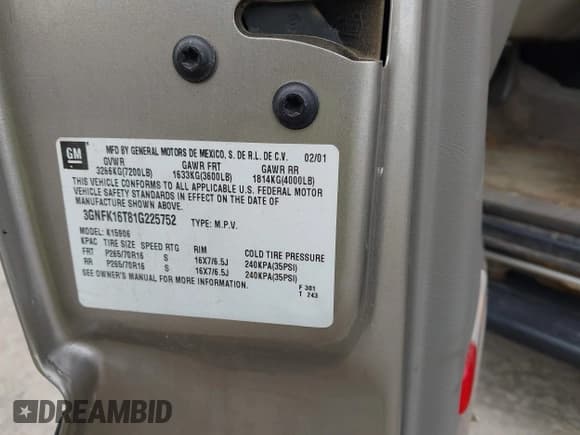 GM
MFD BY GENERAL MOTORS DE MEXICO, S. DE R.L. DE C.V. 02/01
GVWR GAWR FRT GAWR RR
3266KG(7200LB) 1633KG(3600LB) 1814KG(4000LB)
THIS VEHICLE CONFORMS TO ALL APPLICABLE U.S. FEDERAL MOTOR
VEHICLE SAFETY STANDARDS IN EFFECT ON THE DATE OF
MANUFACTURE SHOWN ABOVE.
3GNFK16T81G225752 TYPE: M.P.V.
MODEL: K15906
KPAC TIRE SIZE SPEED RTG RIM COLD TIRE PRESSURE
FRT P265/70R16 S 16X7/6.5J 240KPA(35PSI)
RR P265/70R16 S 16X7/6.5J 240KPA(35PSI)
SEE OWNER'S MANUAL FOR MORE INFORMATION.
F 301
T 243
DREAMBID